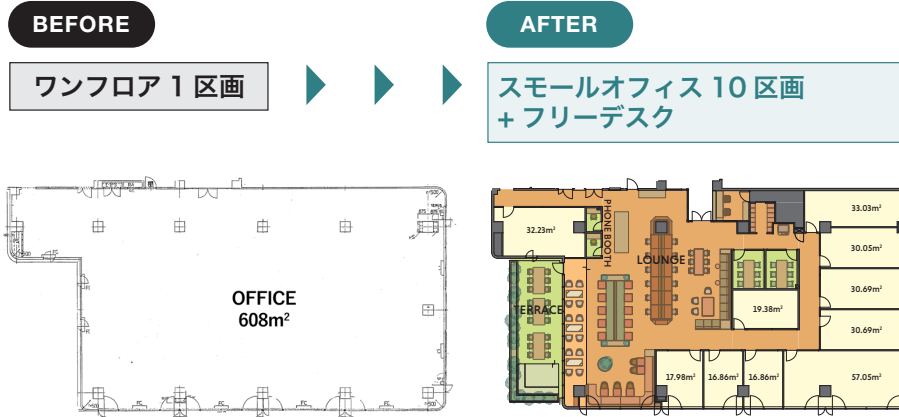 BEFORE
AFTER
ワンフロア 1 区画
スモールオフィス 10 区画
+ フリーデスク
OFFICE
608m²
32.23m²
PHONE BOOTH
LOUNGE
TERRACE
33.03m²
30.05m²
30.69m²
19.38m²
30.69m²
17.98m²
16.86m²
16.86m²
57.05m²